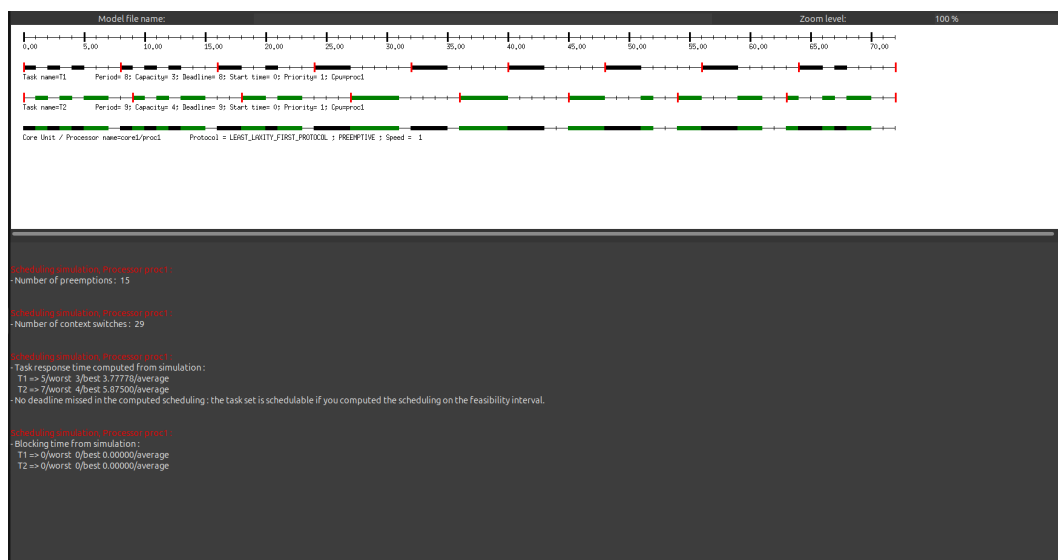 Model file name: Zoom level: 100 %
0,00 5,00 10,00 15,00 20,00 25,00 30,00 35,00 40,00 45,00 50,00 55,00 60,00 65,00 70,00
Task name=T1 Period= 8; Capacity= 3; Deadline= 8; Start time= 0; Priority= 1; Cpu=proc1
Task name=T2 Period= 9; Capacity= 4; Deadline= 9; Start time= 0; Priority= 1; Cpu=proc1
Core Unit / Processor name=core1/proc1 Protocol = LEAST_LAXITY_FIRST_PROTOCOL ; PREEMPTIVE ; Speed = 1
Scheduling simulation, Processor proc1 :
- Number of preemptions : 15
Scheduling simulation, Processor proc1 :
- Number of context switches : 29
Scheduling simulation, Processor proc1 :
- Task response time computed from simulation :
T1 => 5/worst 3/best 3.77778/average
T2 => 7/worst 4/best 5.87500/average
- No deadline missed in the computed scheduling : the task set is schedulable if you computed the scheduling on the feasibility interval.
Scheduling simulation, Processor proc1 :
- Blocking time from simulation :
T1 => 0/worst 0/best 0.00000/average
T2 => 0/worst 0/best 0.00000/average